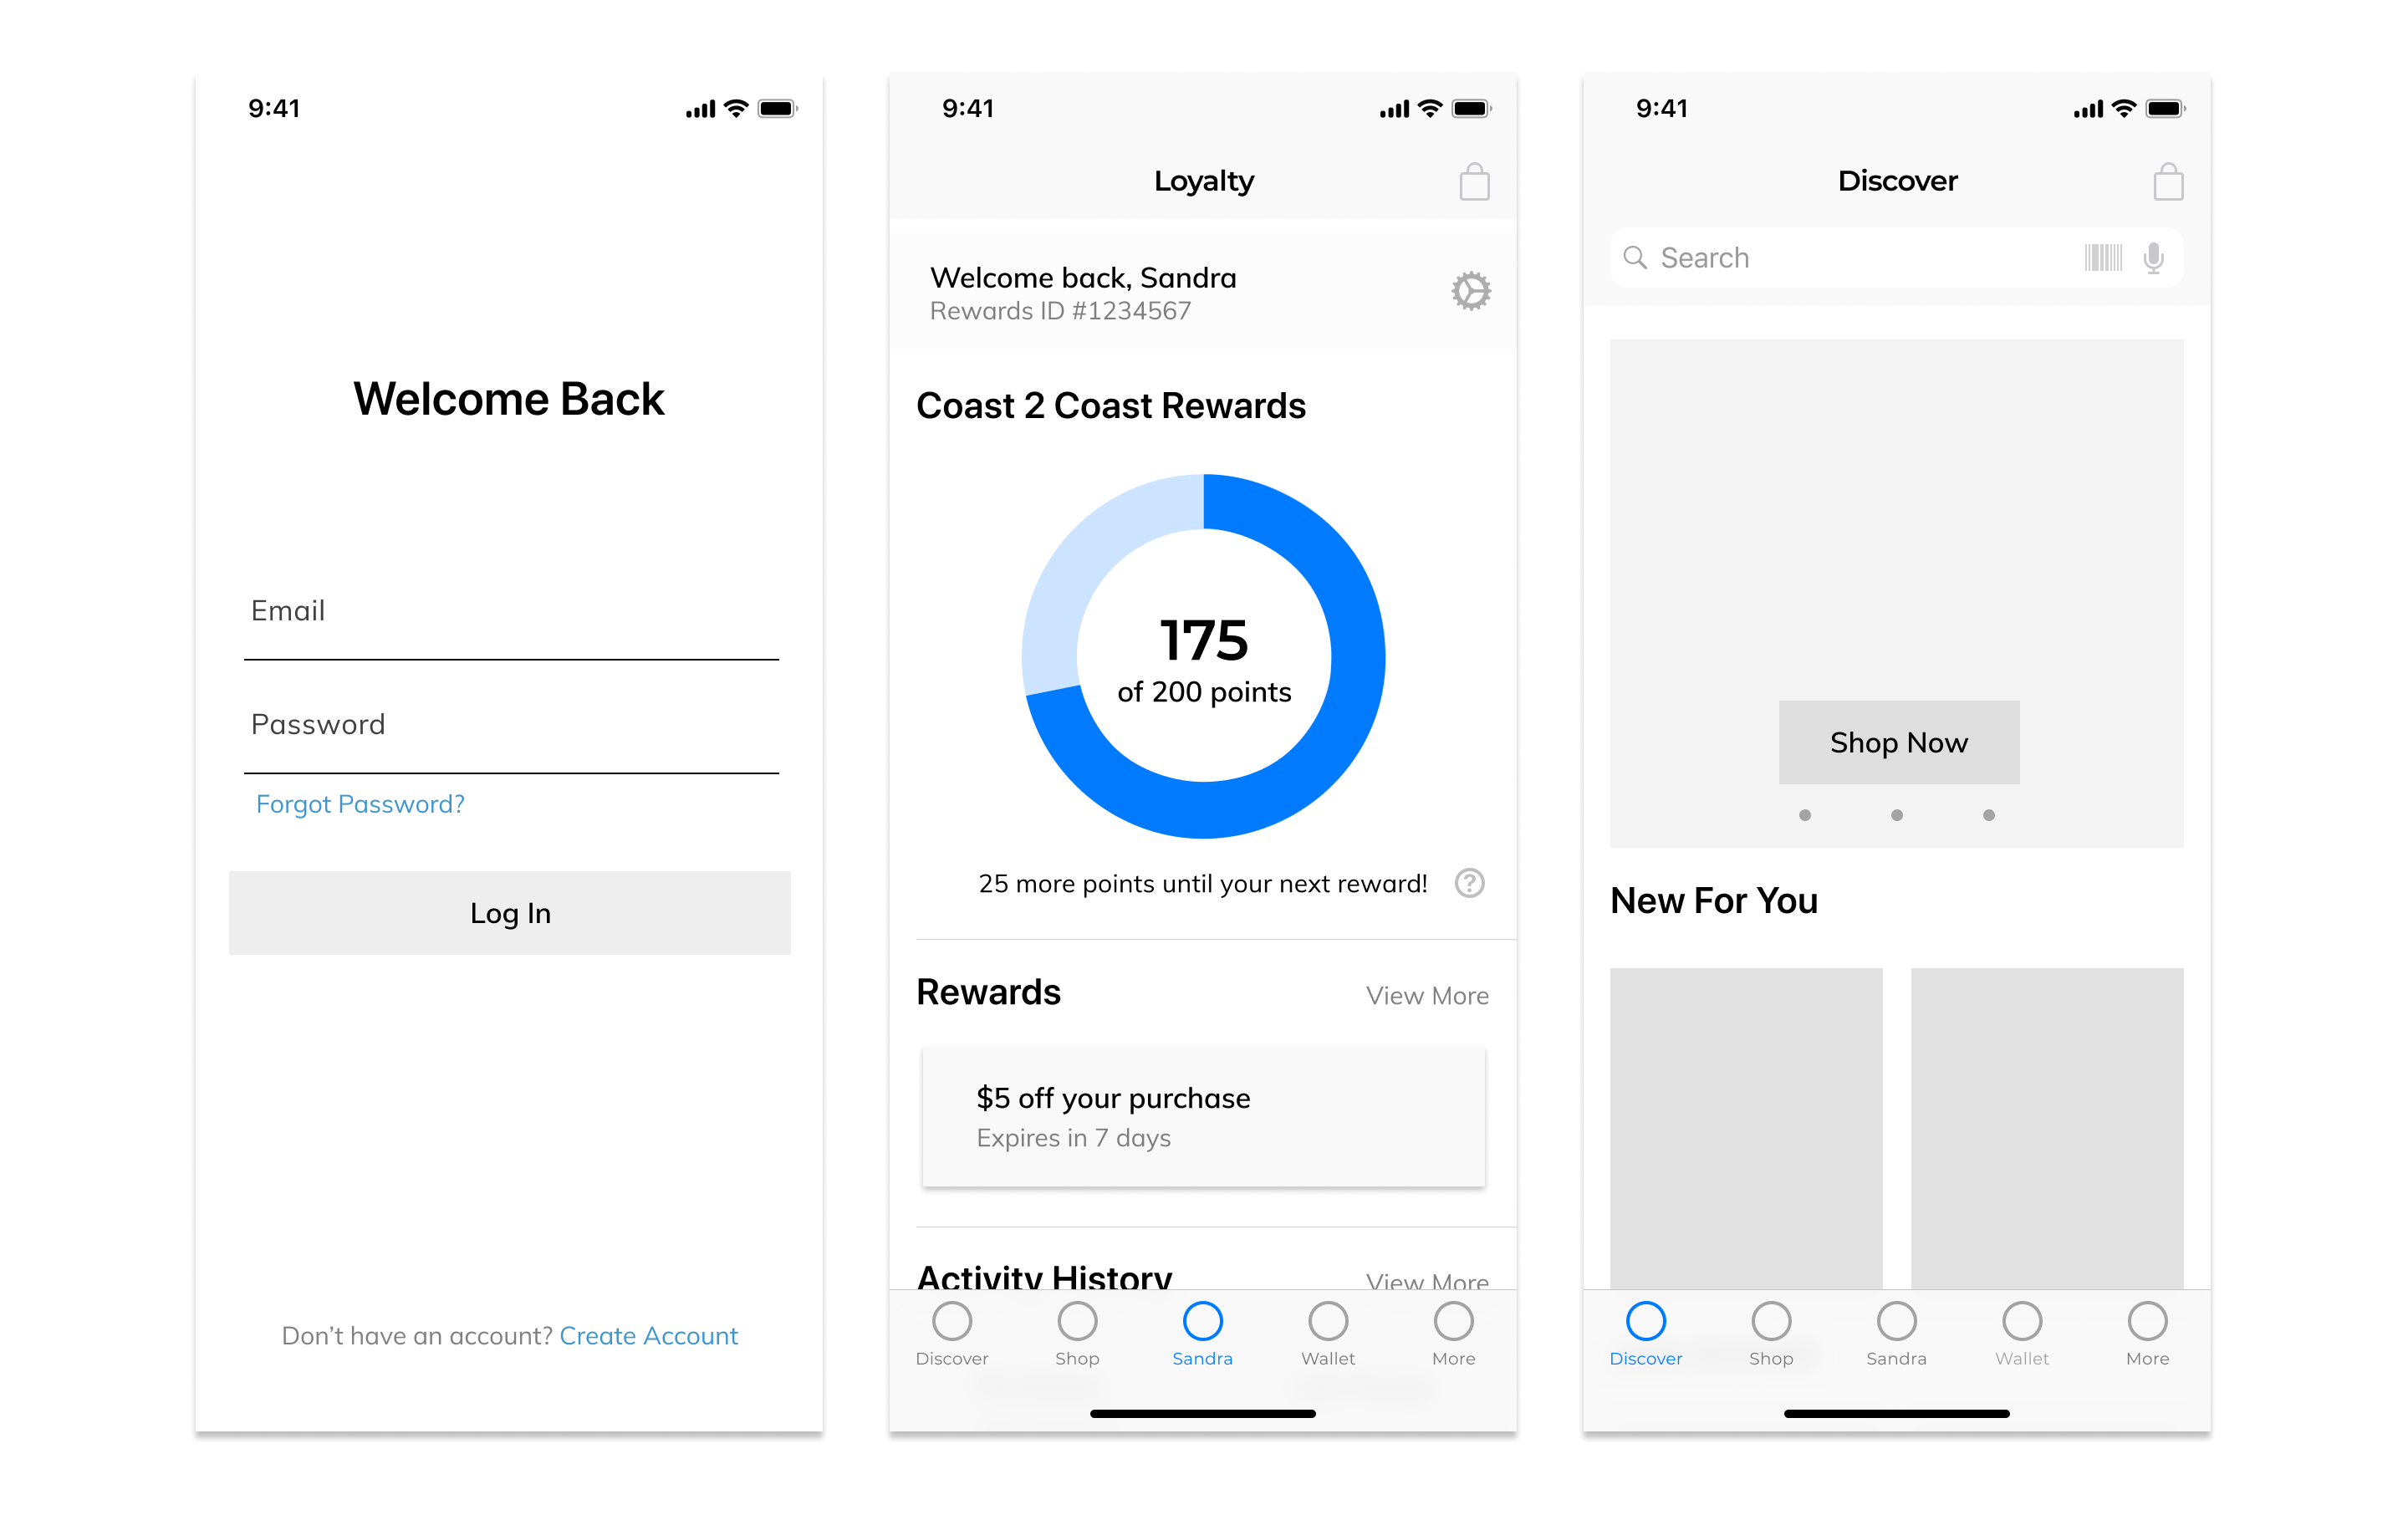 9:41
Welcome Back
Email
Password
Forgot Password?
Log In
Don’t have an account? Create Account
9:41
Loyalty
Welcome back, Sandra
Rewards ID #1234567
Coast 2 Coast Rewards
175
of 200 points
25 more points until your next reward!
?
Rewards
View More
$5 off your purchase
Expires in 7 days
Activity History
View More
Discover
Shop
Sandra
Wallet
More
9:41
Discover
Search
Shop Now
New For You
Discover
Shop
Sandra
Wallet
More